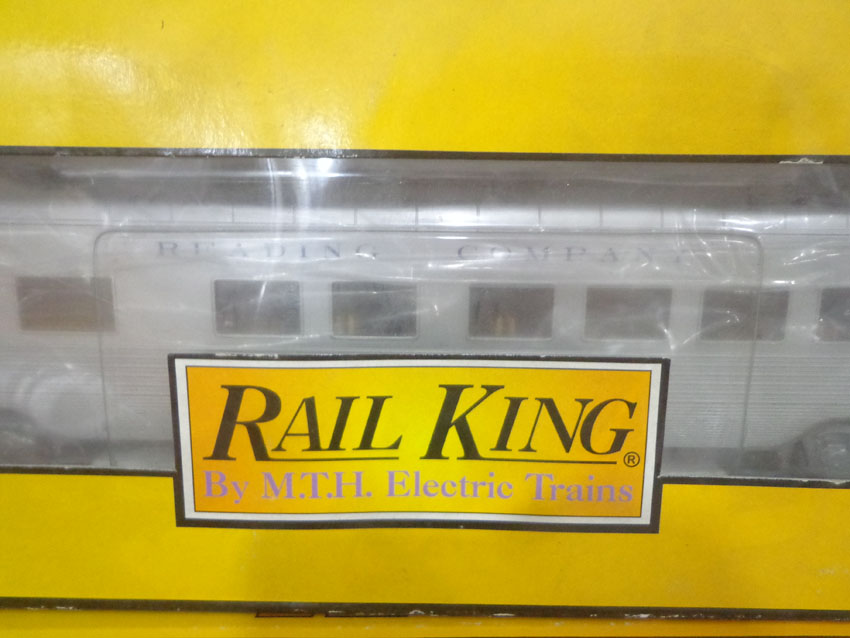 READING COMPANY
RAIL KING®
By M.T.H. Electric Trains